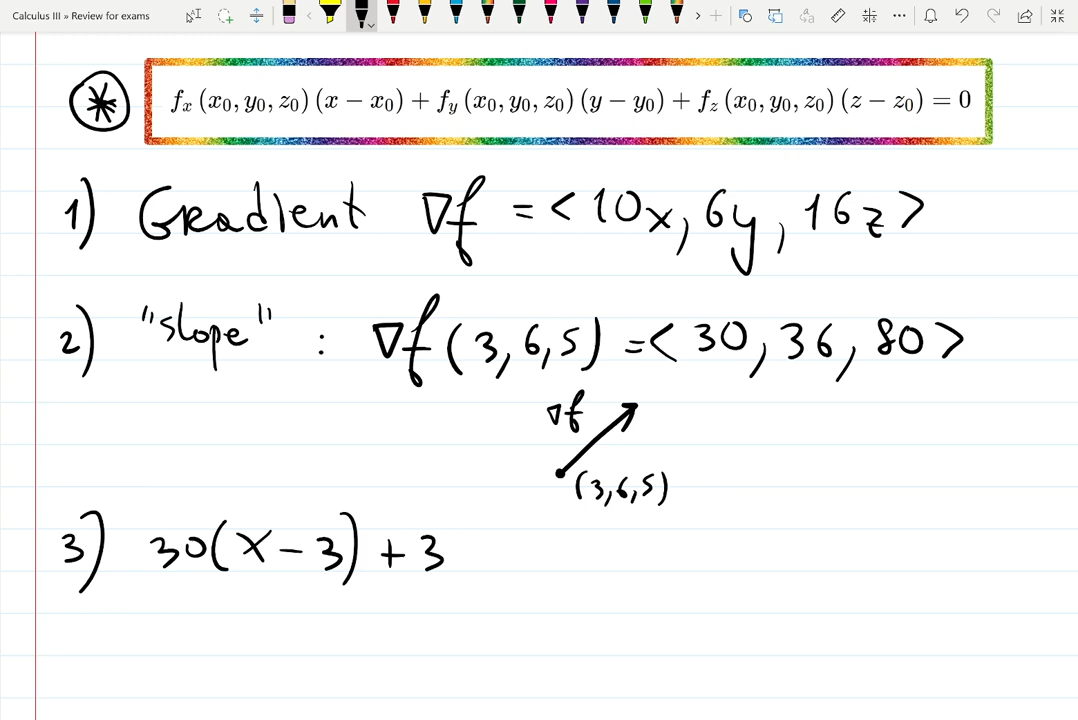 Calculus III » Review for exams
* f_x (x_0, y_0, z_0) (x − x_0) + f_y (x_0, y_0, z_0) (y − y_0) + f_z (x_0, y_0, z_0) (z − z_0) = 0
1) Gradient ∇f = <10x, 6y, 16z>
2) "slope" : ∇f(3,6,5) = <30, 36, 80>
∇f
(3,6,5)
3) 30(x − 3) + 3